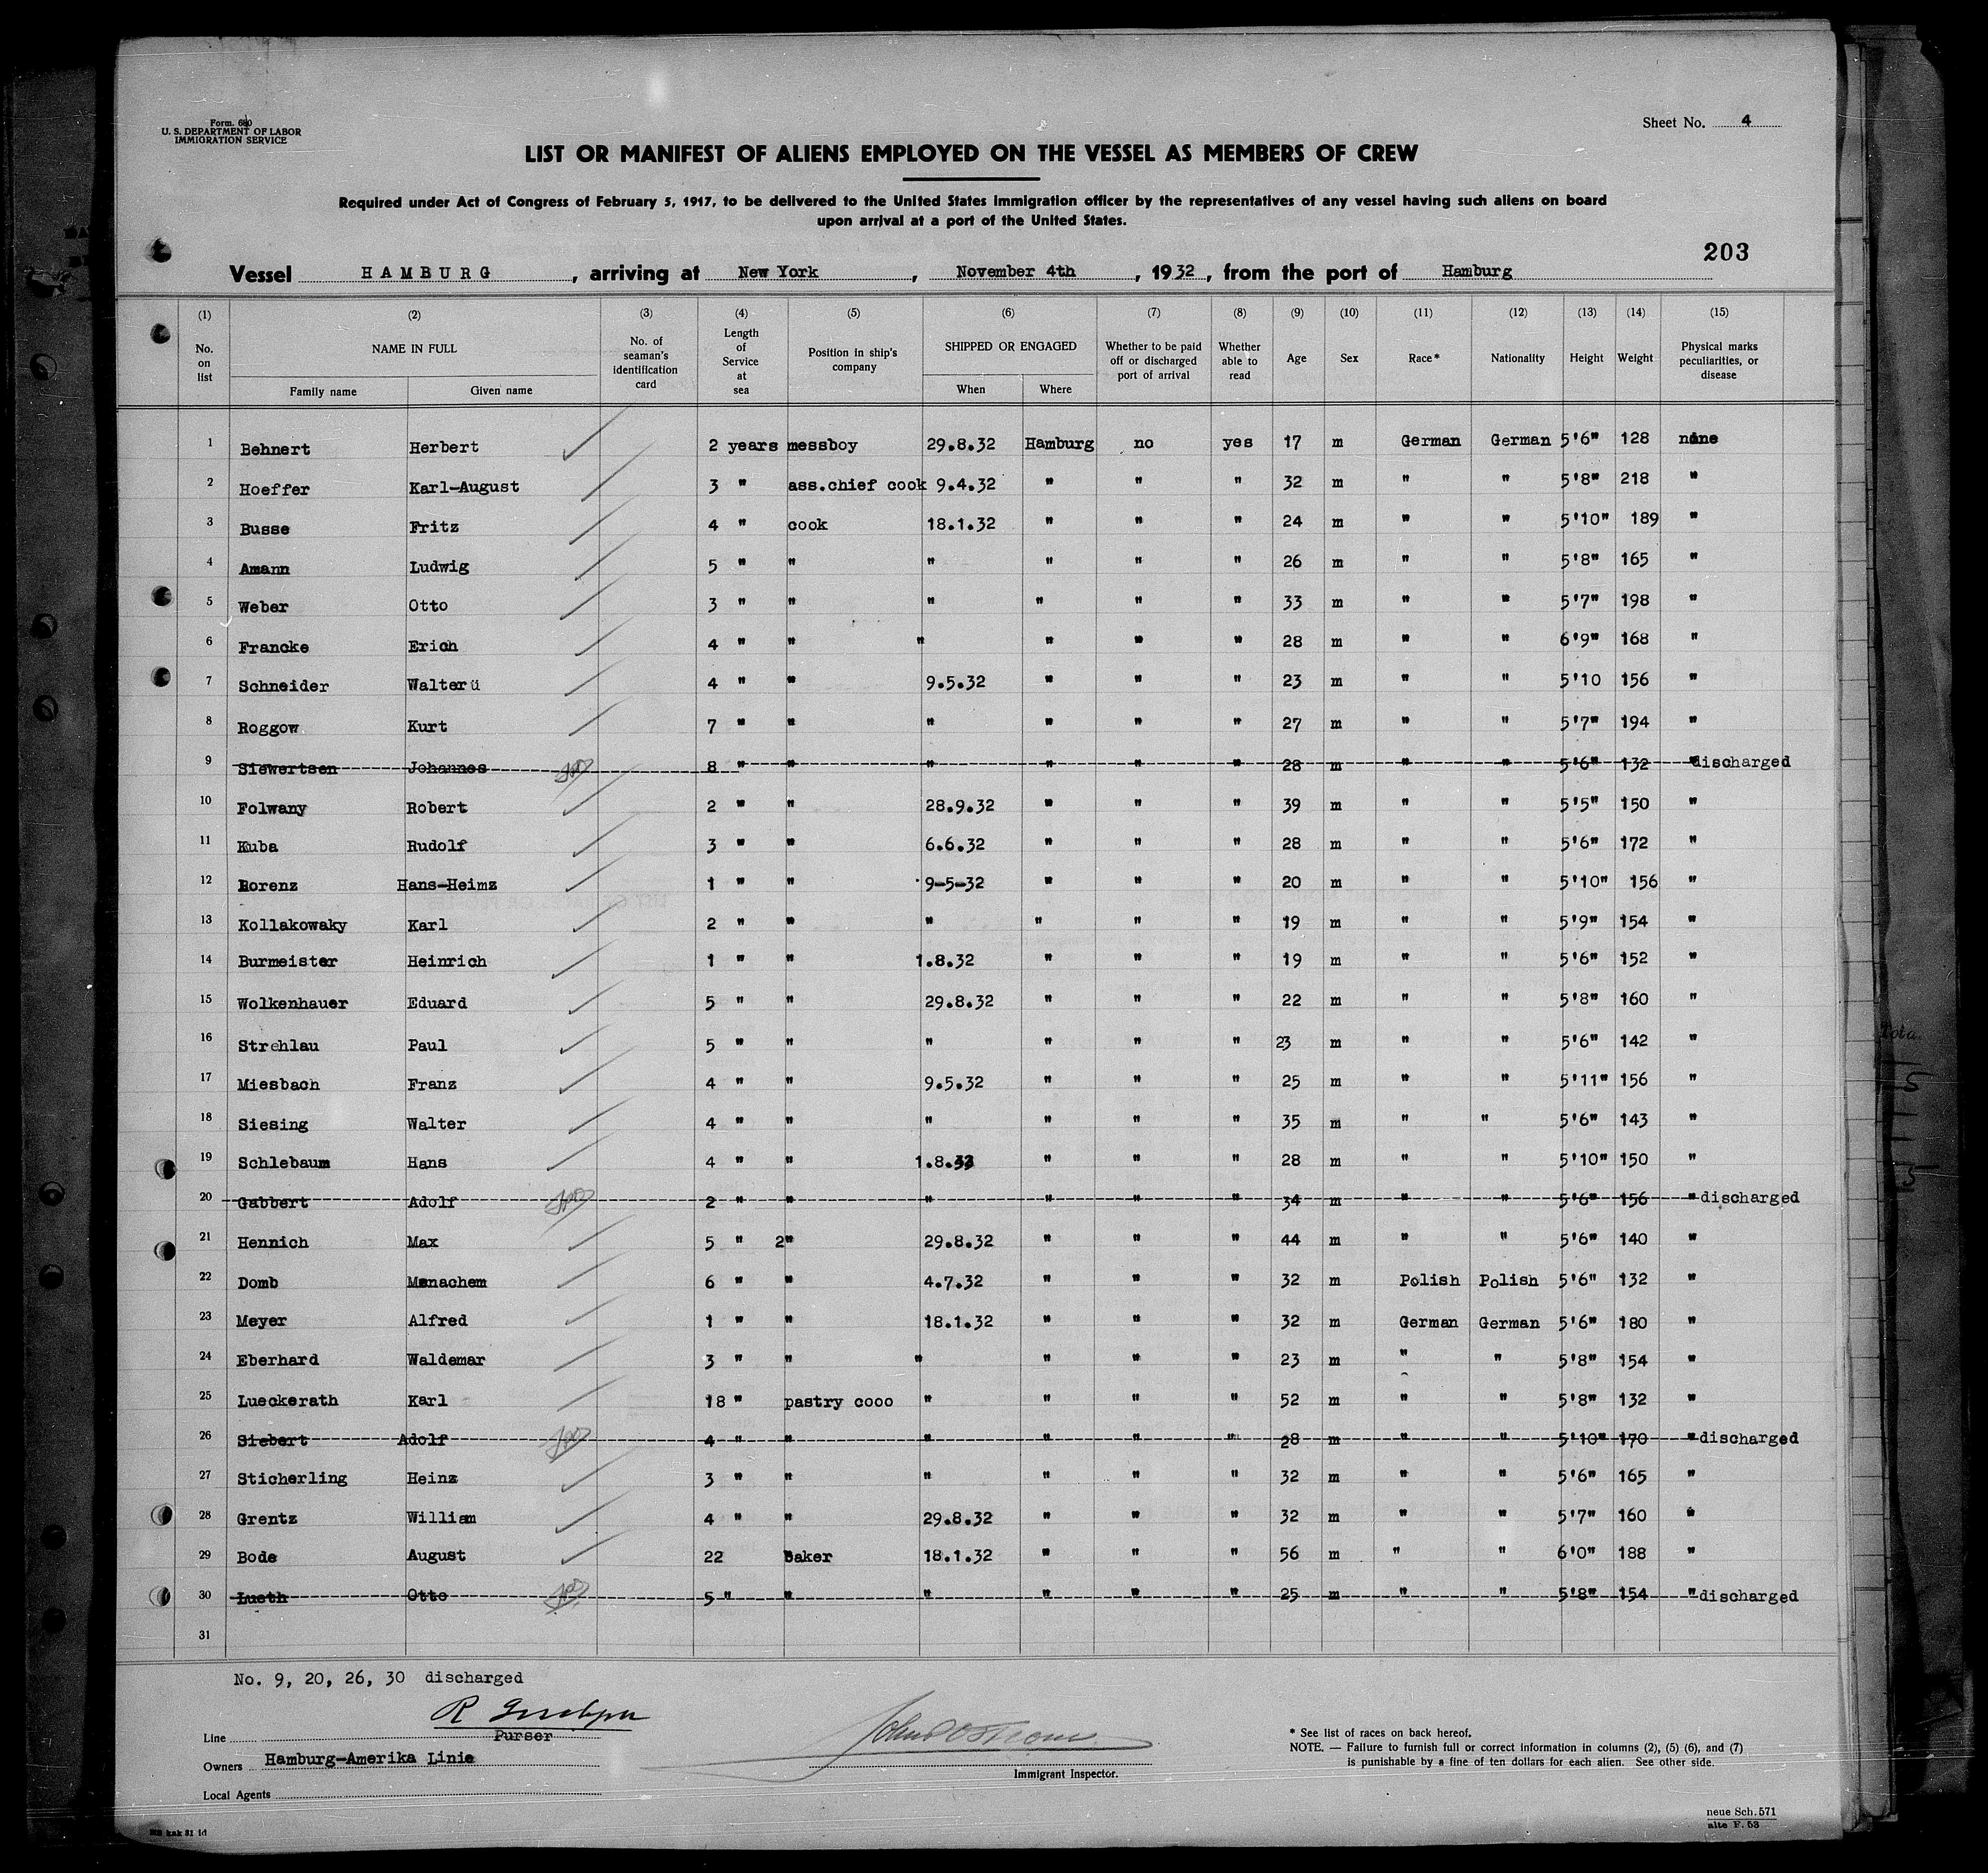 Form. 680
U. S. DEPARTMENT OF LABOR
IMMIGRATION SERVICE
Sheet No. 4
LIST OR MANIFEST OF ALIENS EMPLOYED ON THE VESSEL AS MEMBERS OF CREW
Required under Act of Congress of February 5, 1917, to be delivered to the United States immigration officer by the representatives of any vessel having such aliens on board
upon arrival at a port of the United States.
203
Vessel HAMBURG, arriving at New York, November 4th, 1932, from the port of Hamburg
(1) (2) (3) (4) (5) (6) (7) (8) (9) (10) (11) (12) (13) (14) (15)
No. on list NAME IN FULL Family name Given name No. of seaman's identification card Length of Service at sea Position in ship's company SHIPPED OR ENGAGED When Where Whether to be paid off or discharged port of arrival Whether able to read Age Sex Race* Nationality Height Weight Physical marks peculiarities, or disease
1 Behnert Herbert 2 years messboy 29.8.32 Hamburg no yes 17 m German German 5'6" 128 none
2 Hoeffer Karl-August 3 " ass.chief cook 9.4.32 " " " 32 m " " 5'8" 218 "
3 Busse Fritz 4 " cook 18.1.32 " " " 24 m " " 5'10" 189 "
4 Amann Ludwig 5 " " " " " " 26 m " " 5'8" 165 "
5 Weber Otto 3 " " " " " " 33 m " " 5'7" 198 "
6 Francke Erich 4 " " " " " " 28 m " " 6'9" 168 "
7 Schneider Walterü 4 " " 9.5.32 " " " 23 m " " 5'10 156 "
8 Roggow Kurt 7 " " " " " " 27 m " " 5'7" 194 "
9 Siewertsen Johannes 8 " " " " " " 28 m " " 5'6" 132 " discharged
10 Folwany Robert 2 " " 28.9.32 " " " 39 m " " 5'5" 150 "
11 Kuba Rudolf 3 " " 6.6.32 " " " 28 m " " 5'6" 172 "
12 Lorenz Hans-Heimz 1 " " 9-5-32 " " " 20 m " " 5'10" 156 "
13 Kollakowaky Karl 2 " " " " " " 19 m " " 5'9" 154 "
14 Burmeister Heinrich 1 " " 1.8.32 " " " 19 m " " 5'6" 152 "
15 Wolkenhauer Eduard 5 " " 29.8.32 " " " 22 m " " 5'8" 160 "
16 Strehlau Paul 5 " " " " " " 23 m " " 5'6" 142 "
17 Miesbach Franz 4 " " 9.5.32 " " " 25 m " " 5'11" 156 "
18 Siesing Walter 4 " " " " " " 35 m " " 5'6" 143 "
19 Schlebaum Hans 4 " " 1.8.32 " " " 28 m " " 5'10" 150 "
20 Gabbert Adolf 2 " " " " " " 34 m " " 5'6" 156 " discharged
21 Hennich Max 5 " 2" 29.8.32 " " " 44 m " " 5'6" 140 "
22 Domb Menachem 6 " " 4.7.32 " " " 32 m Polish Polish 5'6" 132 "
23 Meyer Alfred 1 " " 18.1.32 " " " 32 m German German 5'6" 180 "
24 Eberhard Waldemar 3 " " " " " " 23 m " " 5'8" 154 "
25 Lueckerath Karl 18 " pastry cooo " " " " 52 m " " 5'8" 132 "
26 Siebert Adolf 4 " " " " " " 28 m " " 5'10" 170 " discharged
27 Sticherling Heinz 3 " " " " " " 32 m " " 5'6" 165 "
28 Grentz William 4 " " 29.8.32 " " " 32 m " " 5'7" 160 "
29 Bode August 22 baker 18.1.32 " " " 56 m " " 6'0" 188 "
30 Lueth Otto 5 " " " " " " 25 m " " 5'8" 154 " discharged
31
No. 9, 20, 26, 30 discharged
Line Purser
Owners Hamburg-Amerika Linie
Local Agents
Immigrant Inspector.
* See list of races on back hereof.
NOTE. — Failure to furnish full or correct information in columns (2), (5) (6), and (7)
is punishable by a fine of ten dollars for each alien. See other side.
neue Sch. 571
alte F. 53